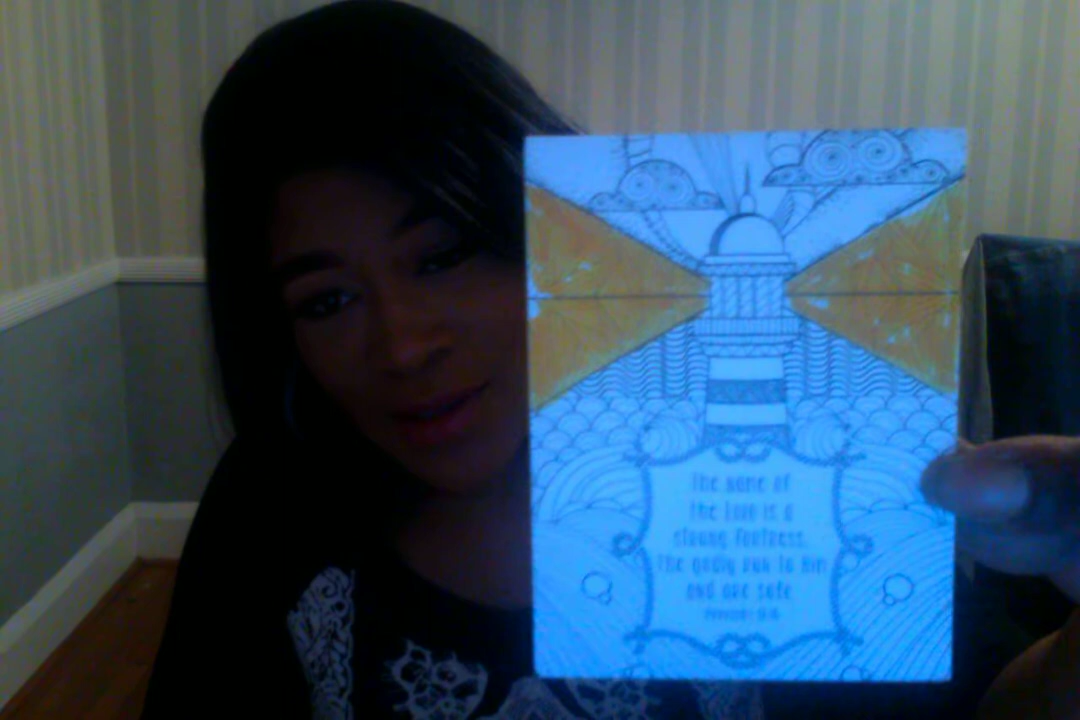 The name of
the Lord is a
strong fortress.
The godly run to Him
and are safe